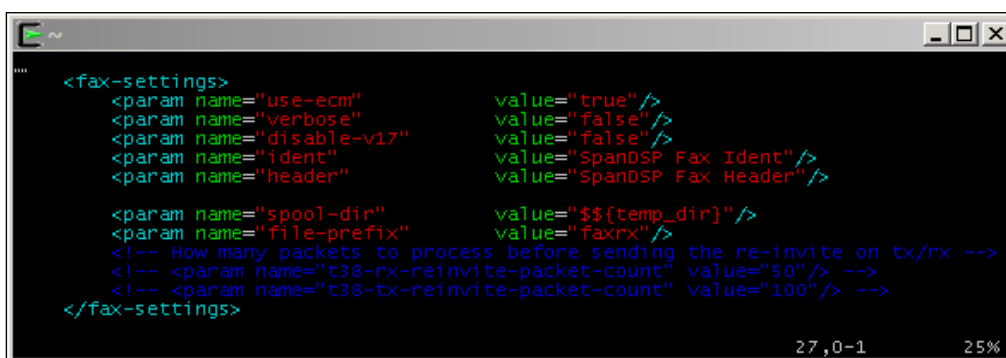 ~
<fax-settings>
<param name="use-ecm" value="true"/>
<param name="verbose" value="false"/>
<param name="disable-v17" value="false"/>
<param name="ident" value="SpanDSP Fax Ident"/>
<param name="header" value="SpanDSP Fax Header"/>
<param name="spool-dir" value="$${temp_dir}"/>
<param name="file-prefix" value="faxrx"/>
<!-- How many packets to process before sending the re-invite on tx/rx -->
<!-- <param name="t38-rx-reinvite-packet-count" value="50"/> -->
<!-- <param name="t38-tx-reinvite-packet-count" value="100"/> -->
</fax-settings>
27,0-1 25%